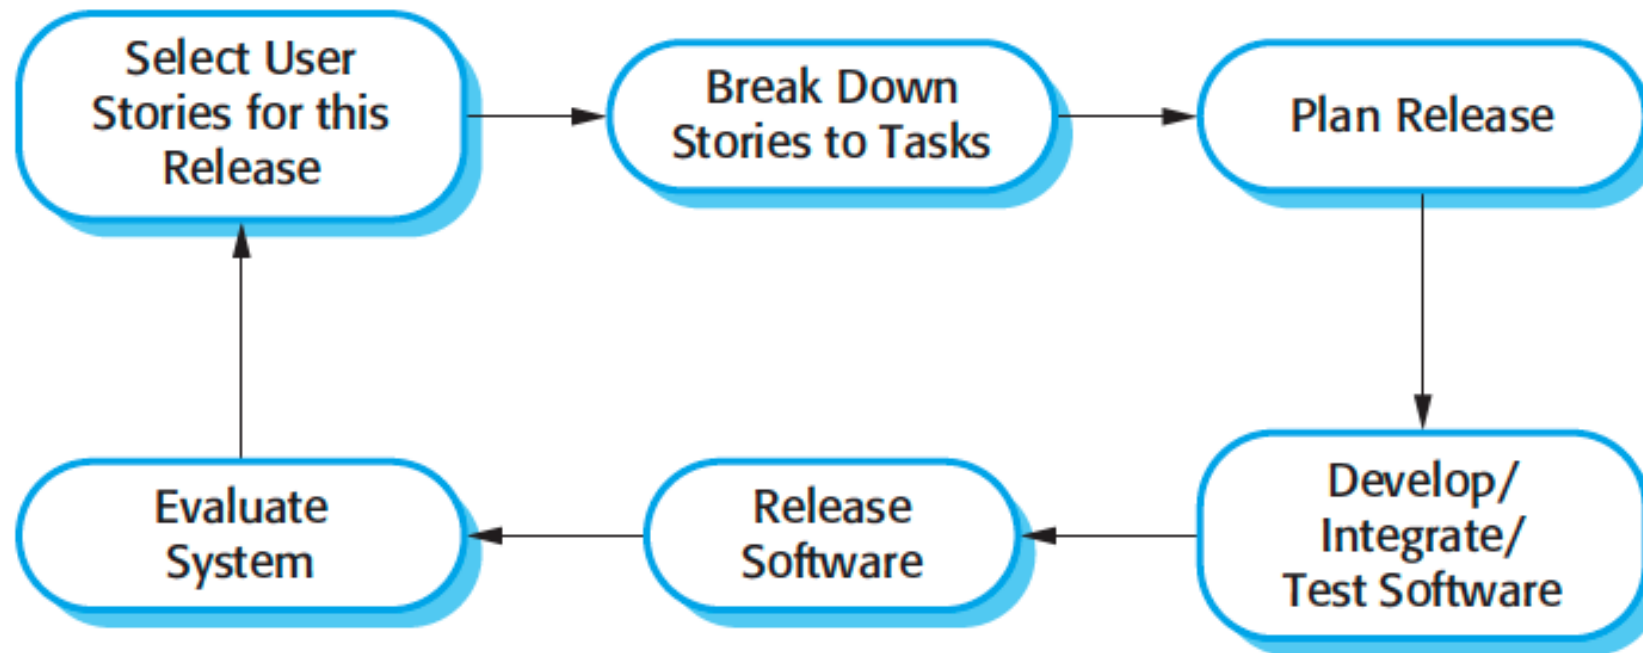 Select User
Stories for this
Release
Break Down
Stories to Tasks
Plan Release
Evaluate
System
Release
Software
Develop/
Integrate/
Test Software